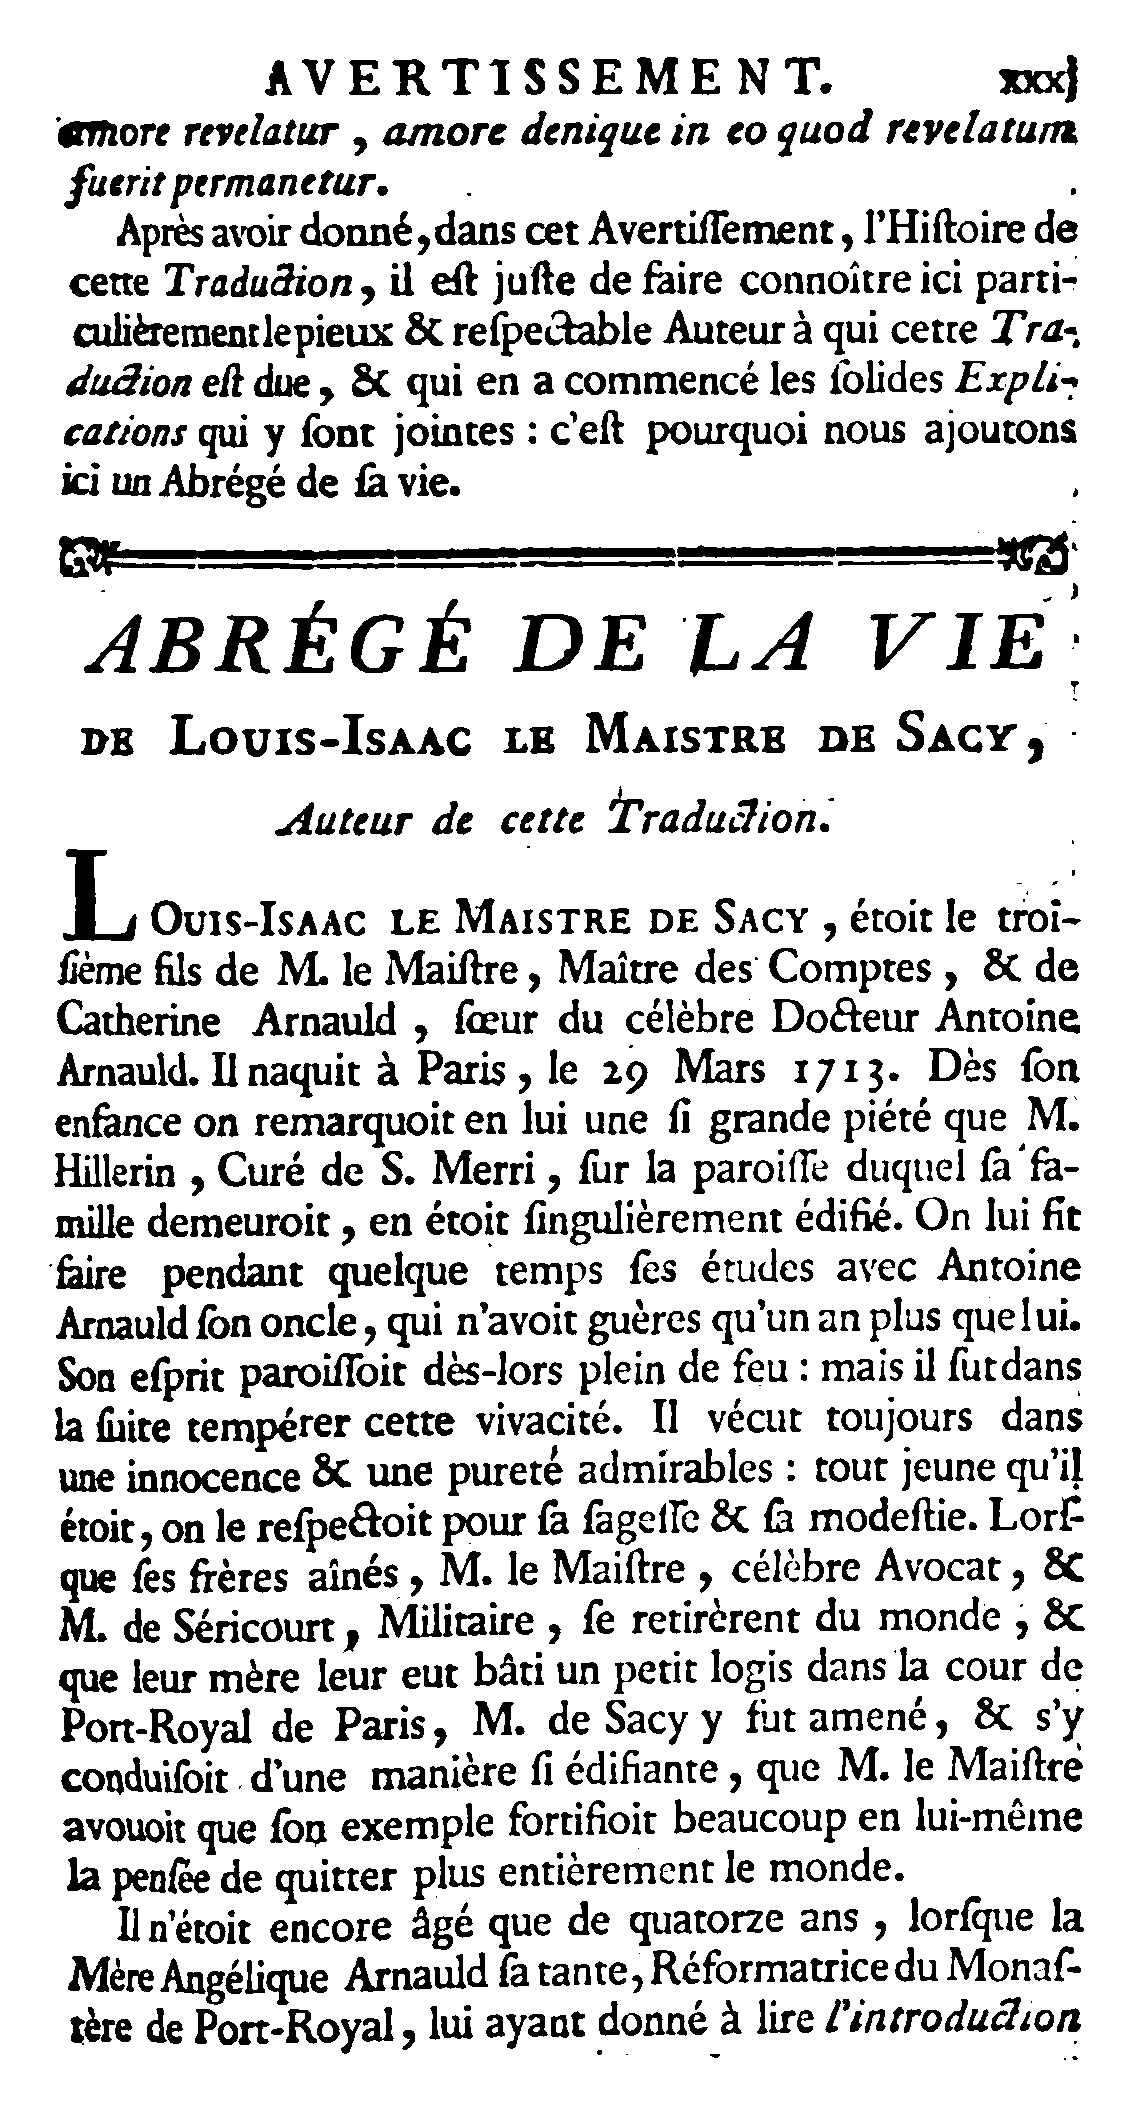 AVERTISSEMENT. xxxj
amore revelatur, amore denique in eo quod revelatum
fuerit permanetur.
Après avoir donné, dans cet Avertiſſement, l'Hiſtoire de
cette Traduction, il eſt juſte de faire connoître ici parti-
culièrement le pieux & reſpectable Auteur à qui cette Tra-
duction eſt due, & qui en a commencé les ſolides Expli-
cations qui y ſont jointes : c'eſt pourquoi nous ajoutons
ici un Abrégé de ſa vie.
ABRÉGÉ DE LA VIE
DE LOUIS-ISAAC LE MAISTRE DE SACY,
Auteur de cette Traduction.
LOUIS-ISAAC LE MAISTRE DE SACY, étoit le troi-
ſième fils de M. le Maiſtre, Maître des Comptes, & de
Catherine Arnauld, ſœur du célèbre Docteur Antoine
Arnauld. Il naquit à Paris, le 29 Mars 1713. Dès ſon
enfance on remarquoit en lui une ſi grande piété que M.
Hillerin, Curé de S. Merri, ſur la paroiſſe duquel ſa fa-
mille demeuroit, en étoit ſingulièrement édifié. On lui fit
faire pendant quelque temps ſes études avec Antoine
Arnauld ſon oncle, qui n'avoit guères qu'un an plus que lui.
Son eſprit paroiſſoit dès-lors plein de feu : mais il ſut dans
la ſuite tempérer cette vivacité. Il vécut toujours dans
une innocence & une pureté admirables : tout jeune qu'il
étoit, on le reſpectoit pour ſa ſageſſe & ſa modeſtie. Lorſ-
que ſes frères aînés, M. le Maiſtre, célèbre Avocat, &
M. de Séricourt, Militaire, ſe retirèrent du monde ; &
que leur mère leur eut bâti un petit logis dans la cour de
Port-Royal de Paris, M. de Sacy y fut amené, & s'y
conduiſoit d'une manière ſi édifiante, que M. le Maiſtre
avouoit que ſon exemple fortifioit beaucoup en lui-même
la penſée de quitter plus entièrement le monde.
Il n'étoit encore âgé que de quatorze ans, lorſque la
Mère Angélique Arnauld ſa tante, Réformatrice du Monaſ-
tère de Port-Royal, lui ayant donné à lire l'introduction